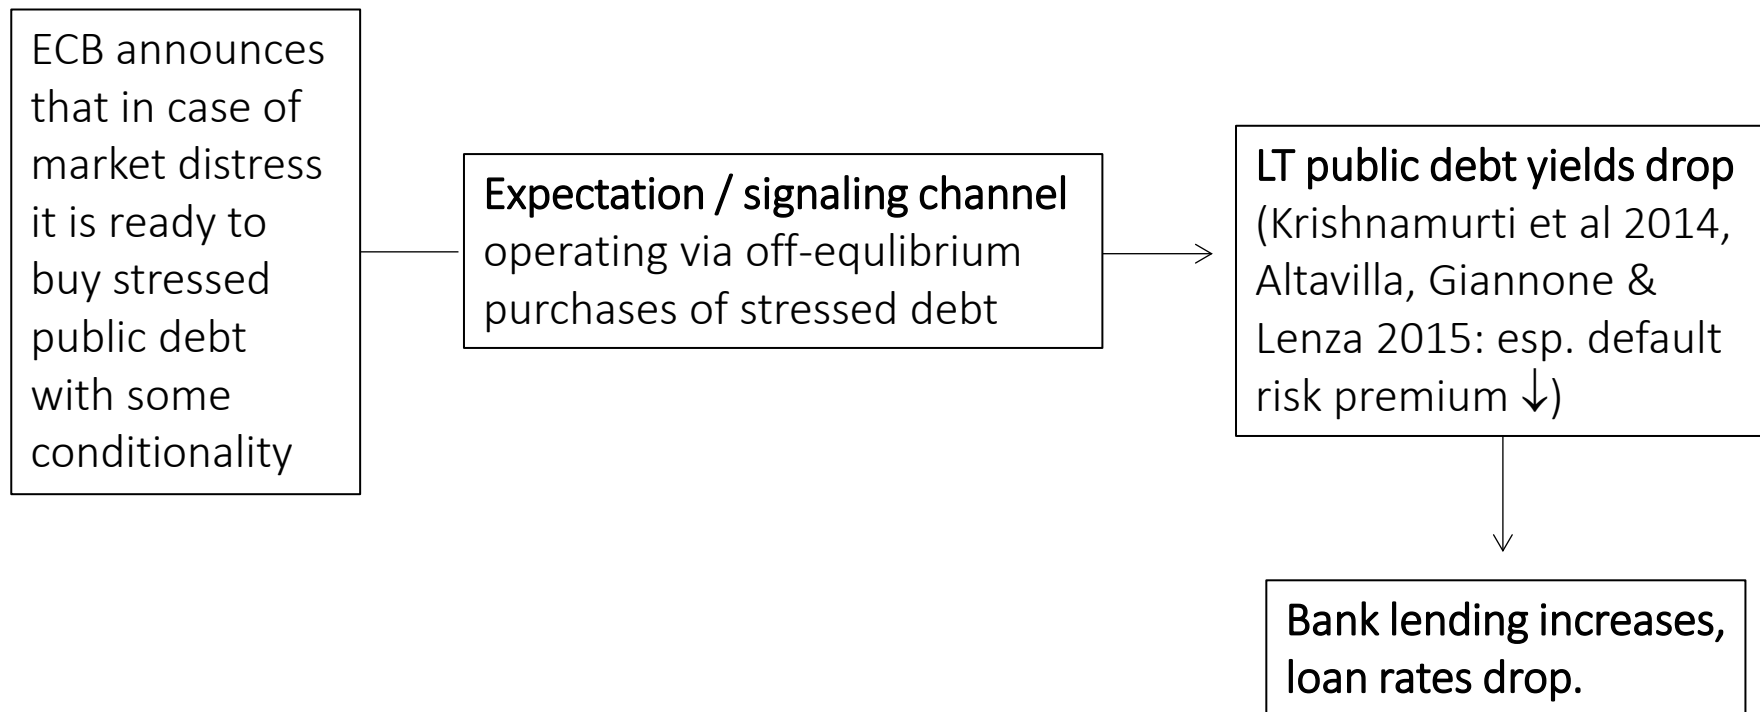 ECB announces
that in case of
market distress
it is ready to
buy stressed
public debt
with some
conditionality
Expectation / signaling channel
operating via off-equlibrium
purchases of stressed debt
LT public debt yields drop
(Krishnamurti et al 2014,
Altavilla, Giannone &
Lenza 2015: esp. default
risk premium ↓)
Bank lending increases,
loan rates drop.